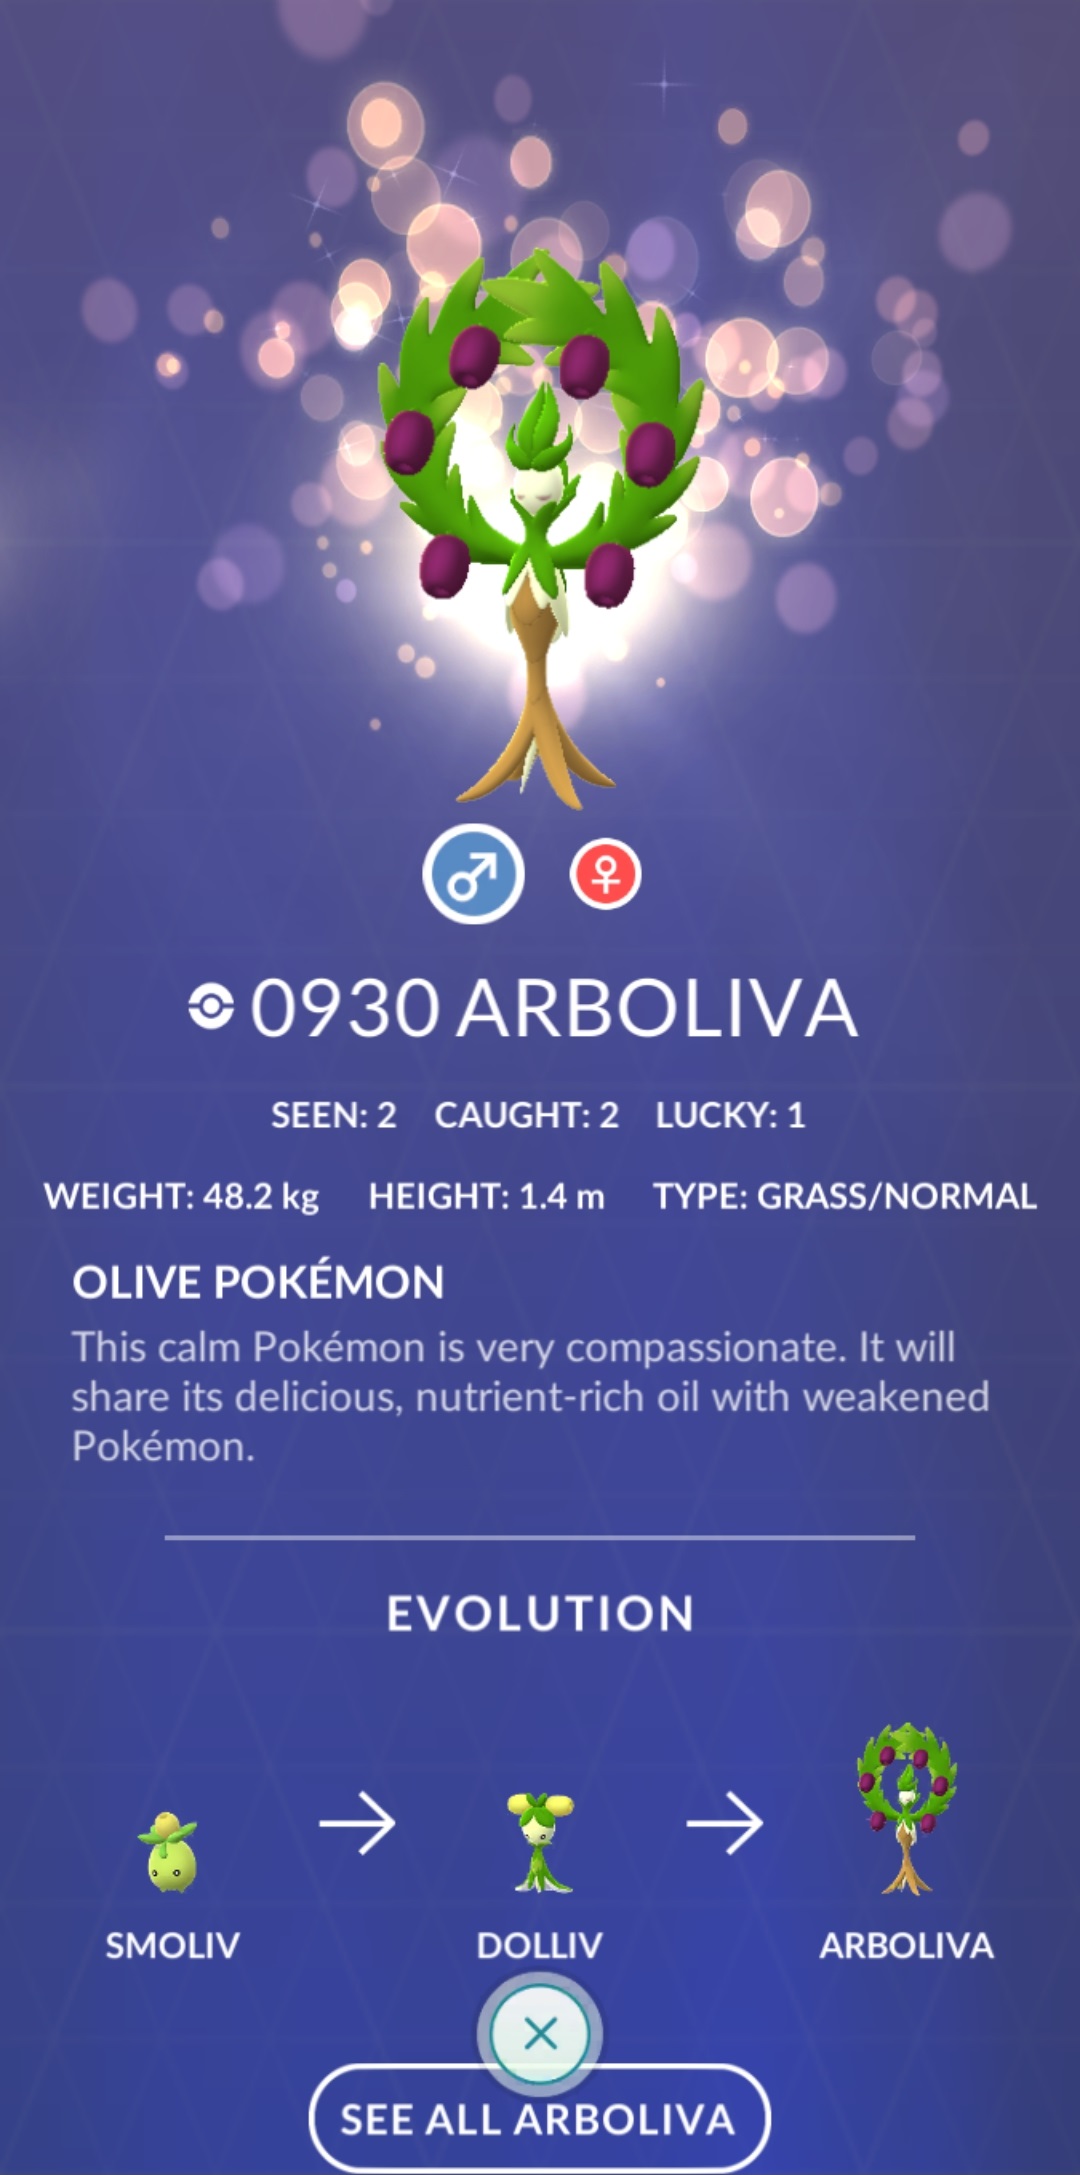 0930 ARBOLIVA
SEEN: 2 CAUGHT: 2 LUCKY: 1
WEIGHT: 48.2 kg HEIGHT: 1.4 m TYPE: GRASS/NORMAL
OLIVE POKÉMON
This calm Pokémon is very compassionate. It will
share its delicious, nutrient-rich oil with weakened
Pokémon.
EVOLUTION
SMOLIV DOLLIV ARBOLIVA
SEE ALL ARBOLIVA